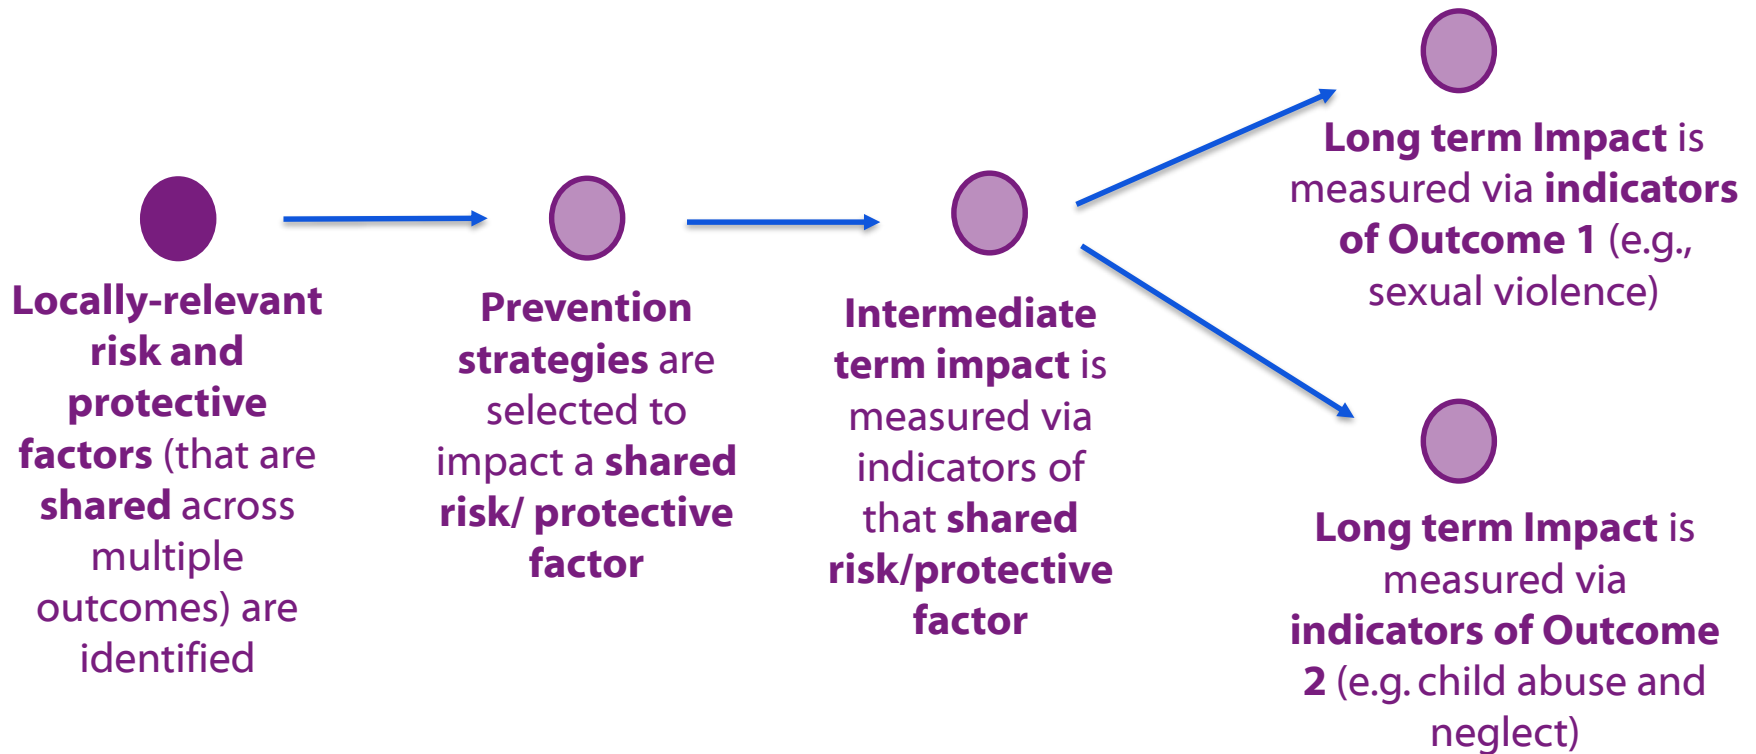 Locally-relevant
risk and
protective
factors (that are
shared across
multiple
outcomes) are
identified
Prevention
strategies are
selected to
impact a shared
risk/ protective
factor
Intermediate
term impact is
measured via
indicators of
that shared
risk/protective
factor
Long term Impact is
measured via indicators
of Outcome 1 (e.g.,
sexual violence)
Long term Impact is
measured via
indicators of Outcome
2 (e.g. child abuse and
neglect)